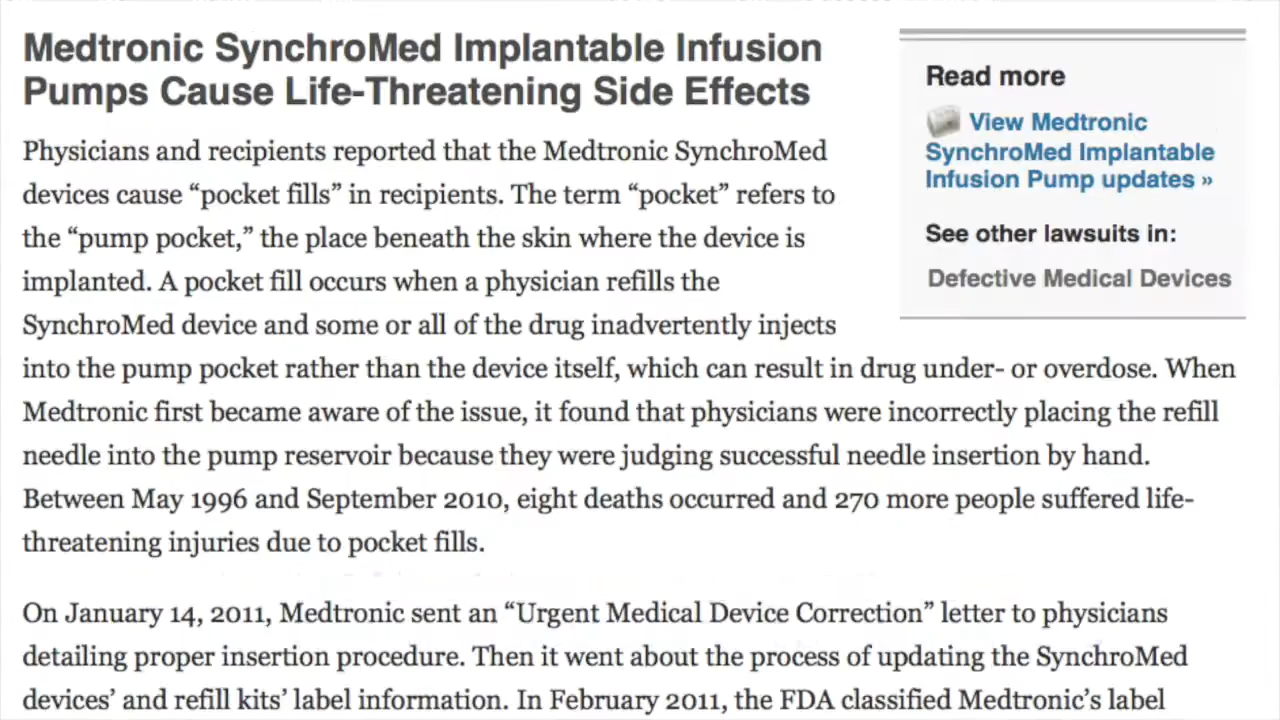 Medtronic SynchroMed Implantable Infusion
Pumps Cause Life-Threatening Side Effects
Physicians and recipients reported that the Medtronic SynchroMed
devices cause “pocket fills” in recipients. The term “pocket” refers to
the “pump pocket,” the place beneath the skin where the device is
implanted. A pocket fill occurs when a physician refills the
SynchroMed device and some or all of the drug inadvertently injects
into the pump pocket rather than the device itself, which can result in drug under- or overdose. When
Medtronic first became aware of the issue, it found that physicians were incorrectly placing the refill
needle into the pump reservoir because they were judging successful needle insertion by hand.
Between May 1996 and September 2010, eight deaths occurred and 270 more people suffered life-
threatening injuries due to pocket fills.
On January 14, 2011, Medtronic sent an “Urgent Medical Device Correction” letter to physicians
detailing proper insertion procedure. Then it went about the process of updating the SynchroMed
devices’ and refill kits’ label information. In February 2011, the FDA classified Medtronic’s label
Read more
View Medtronic
SynchroMed Implantable
Infusion Pump updates »
See other lawsuits in:
Defective Medical Devices